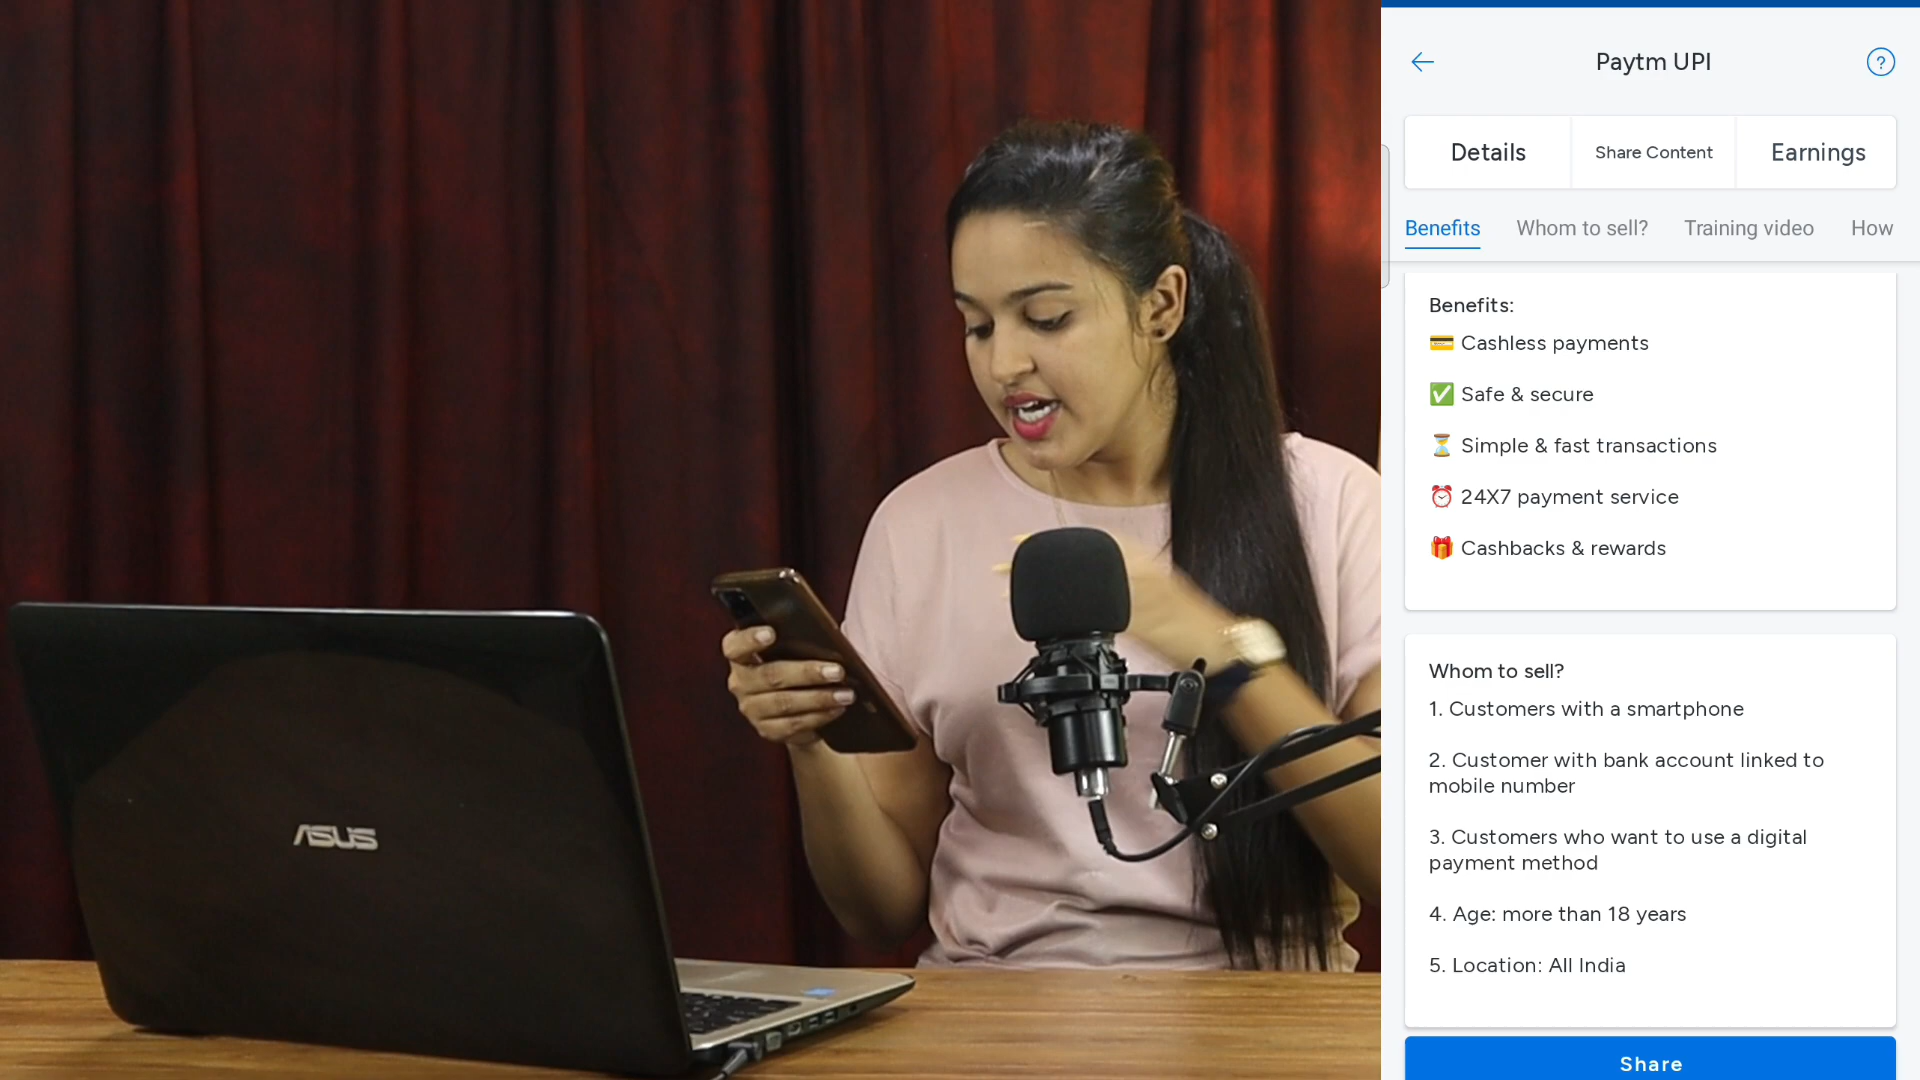 ASUS
Paytm UPI
?
Details
Share Content
Earnings
Benefits
Whom to sell?
Training video
How
Benefits:
💳 Cashless payments
✅ Safe & secure
⏳ Simple & fast transactions
⏰ 24X7 payment service
🎁 Cashbacks & rewards
Whom to sell?
1. Customers with a smartphone
2. Customer with bank account linked to
mobile number
3. Customers who want to use a digital
payment method
4. Age: more than 18 years
5. Location: All India
Share